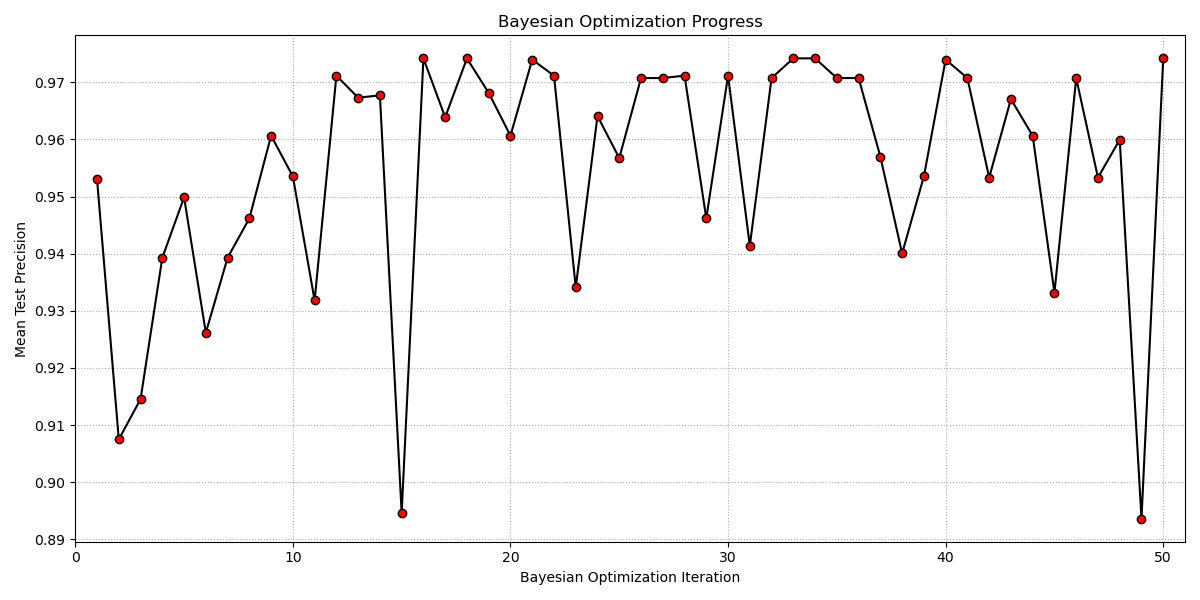 Bayesian Optimization Progress
Mean Test Precision
0.97
0.96
0.95
0.94
0.93
0.92
0.91
0.90
0.89
0 10 20 30 40 50
Bayesian Optimization Iteration